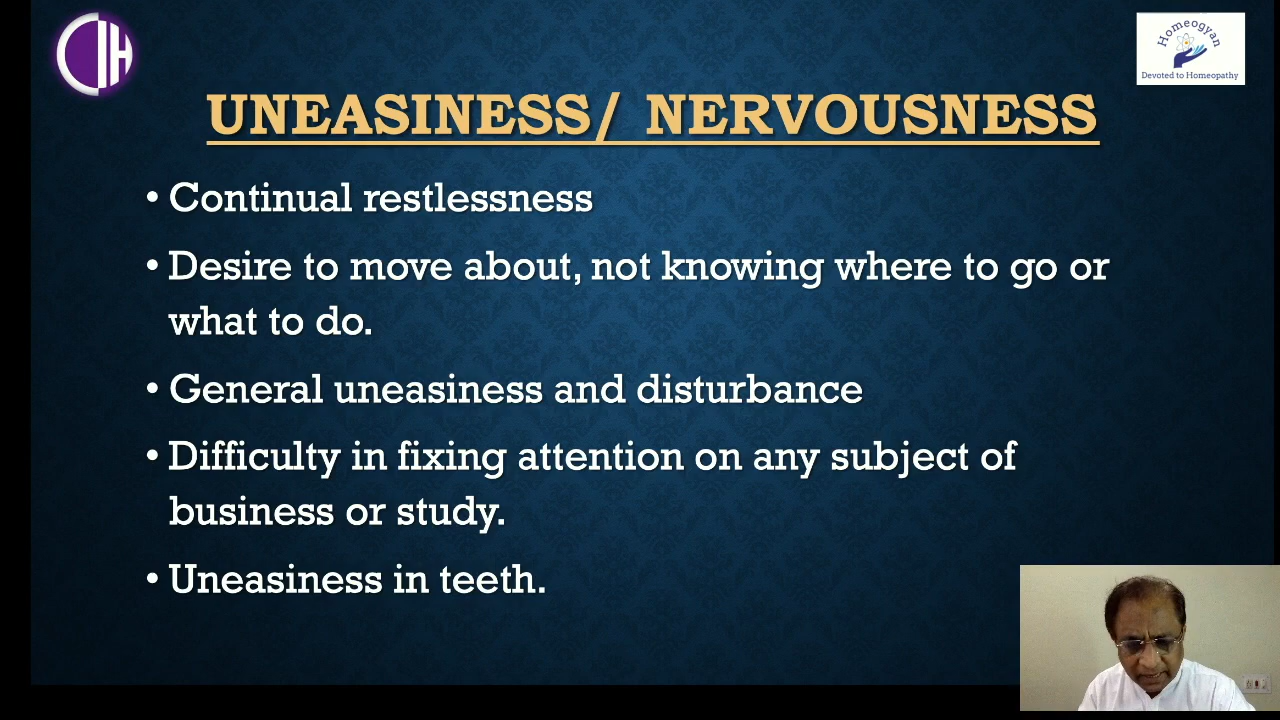 CIH
Homeogyan
Devoted to Homeopathy
UNEASINESS/ NERVOUSNESS
• Continual restlessness
• Desire to move about, not knowing where to go or
what to do.
• General uneasiness and disturbance
• Difficulty in fixing attention on any subject of
business or study.
• Uneasiness in teeth.